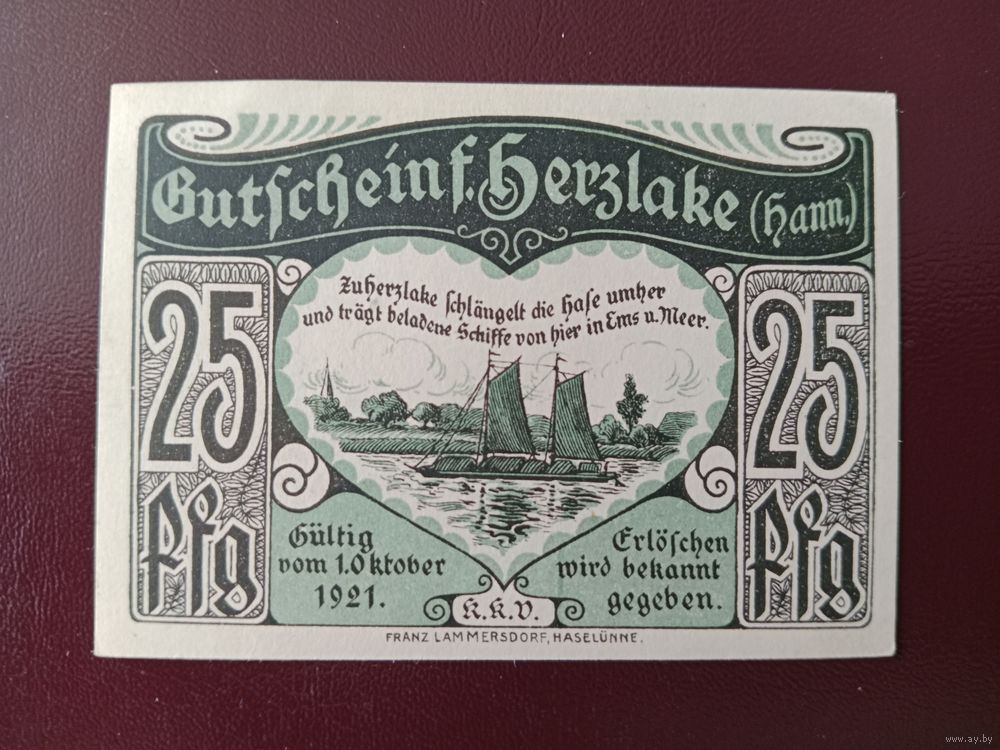 Gutschein f. Herzlake (Hann.)
Zu Herzlake schlängelt die Hase umher
und trägt beladene Schiffe von hier in Ems u. Meer.
25
Pfg
25
Pfg
Gültig
vom 1. Oktober
1921.
Erlöschen
wird bekannt
gegeben.
K.K.V.
FRANZ LAMMERSDORF, HASELÜNNE.
www.ay.by